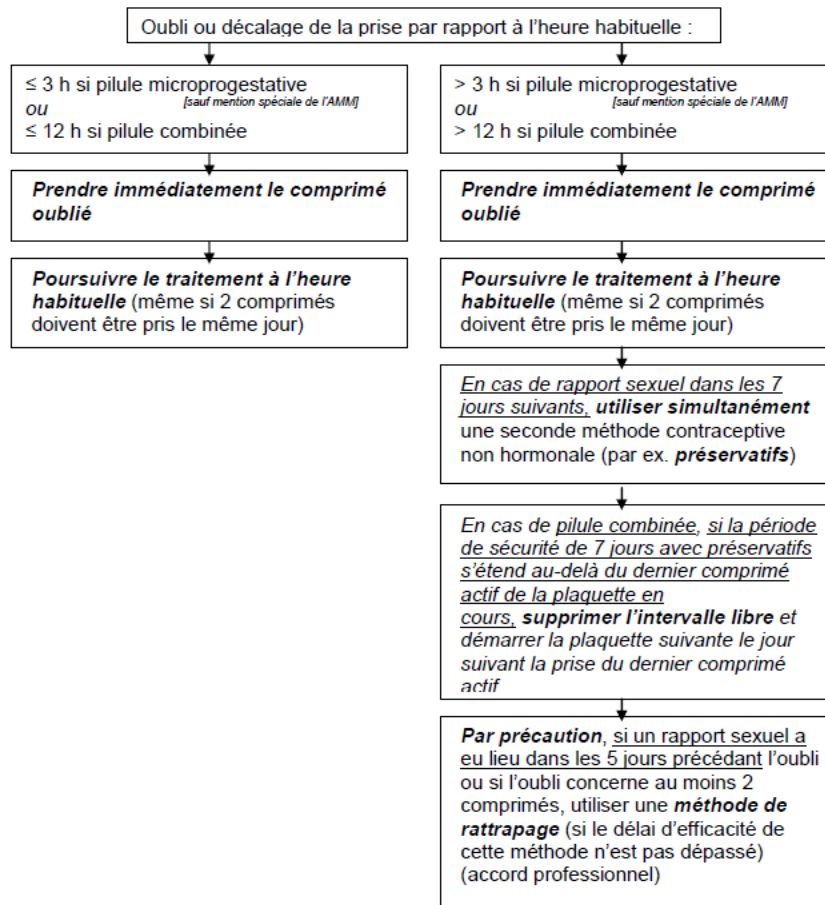 Oubli ou décalage de la prise par rapport à l'heure habituelle :
≤ 3 h si pilule microprogestative
ou [sauf mention spéciale de l'AMM]
≤ 12 h si pilule combinée
Prendre immédiatement le comprimé
oublié
Poursuivre le traitement à l'heure
habituelle (même si 2 comprimés
doivent être pris le même jour)
> 3 h si pilule microprogestative
ou [sauf mention spéciale de l'AMM]
> 12 h si pilule combinée
Prendre immédiatement le comprimé
oublié
Poursuivre le traitement à l'heure
habituelle (même si 2 comprimés
doivent être pris le même jour)
En cas de rapport sexuel dans les 7
jours suivants, utiliser simultanément
une seconde méthode contraceptive
non hormonale (par ex. préservatifs)
En cas de pilule combinée, si la période
de sécurité de 7 jours avec préservatifs
s'étend au-delà du dernier comprimé
actif de la plaquette en
cours, supprimer l'intervalle libre et
démarrer la plaquette suivante le jour
suivant la prise du dernier comprimé
actif
Par précaution, si un rapport sexuel a
eu lieu dans les 5 jours précédant l'oubli
ou si l'oubli concerne au moins 2
comprimés, utiliser une méthode de
rattrapage (si le délai d'efficacité de
cette méthode n'est pas dépassé)
(accord professionnel)